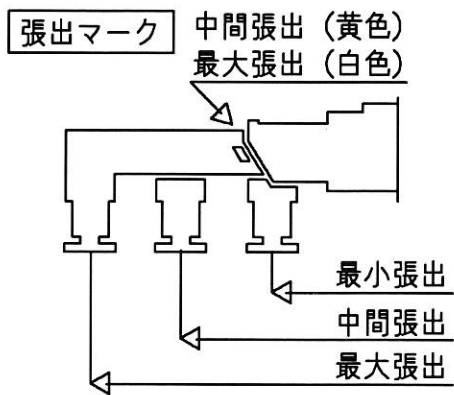 張出マーク
中間張出（黄色）
最大張出（白色）
最小張出
中間張出
最大張出